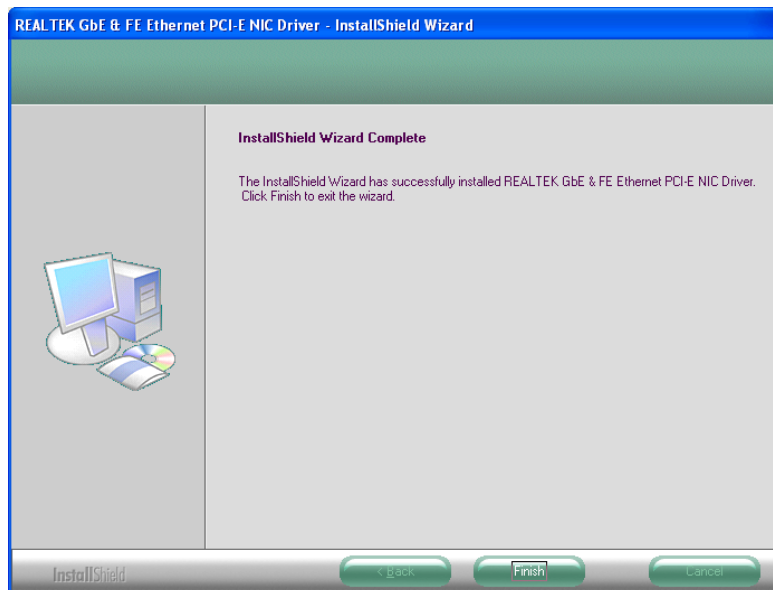 REALTEK GbE & FE Ethernet PCI-E NIC Driver - InstallShield Wizard
InstallShield Wizard Complete
The InstallShield Wizard has successfully installed REALTEK GbE & FE Ethernet PCI-E NIC Driver.
Click Finish to exit the wizard.
InstallShield
< Back
Finish
Cancel